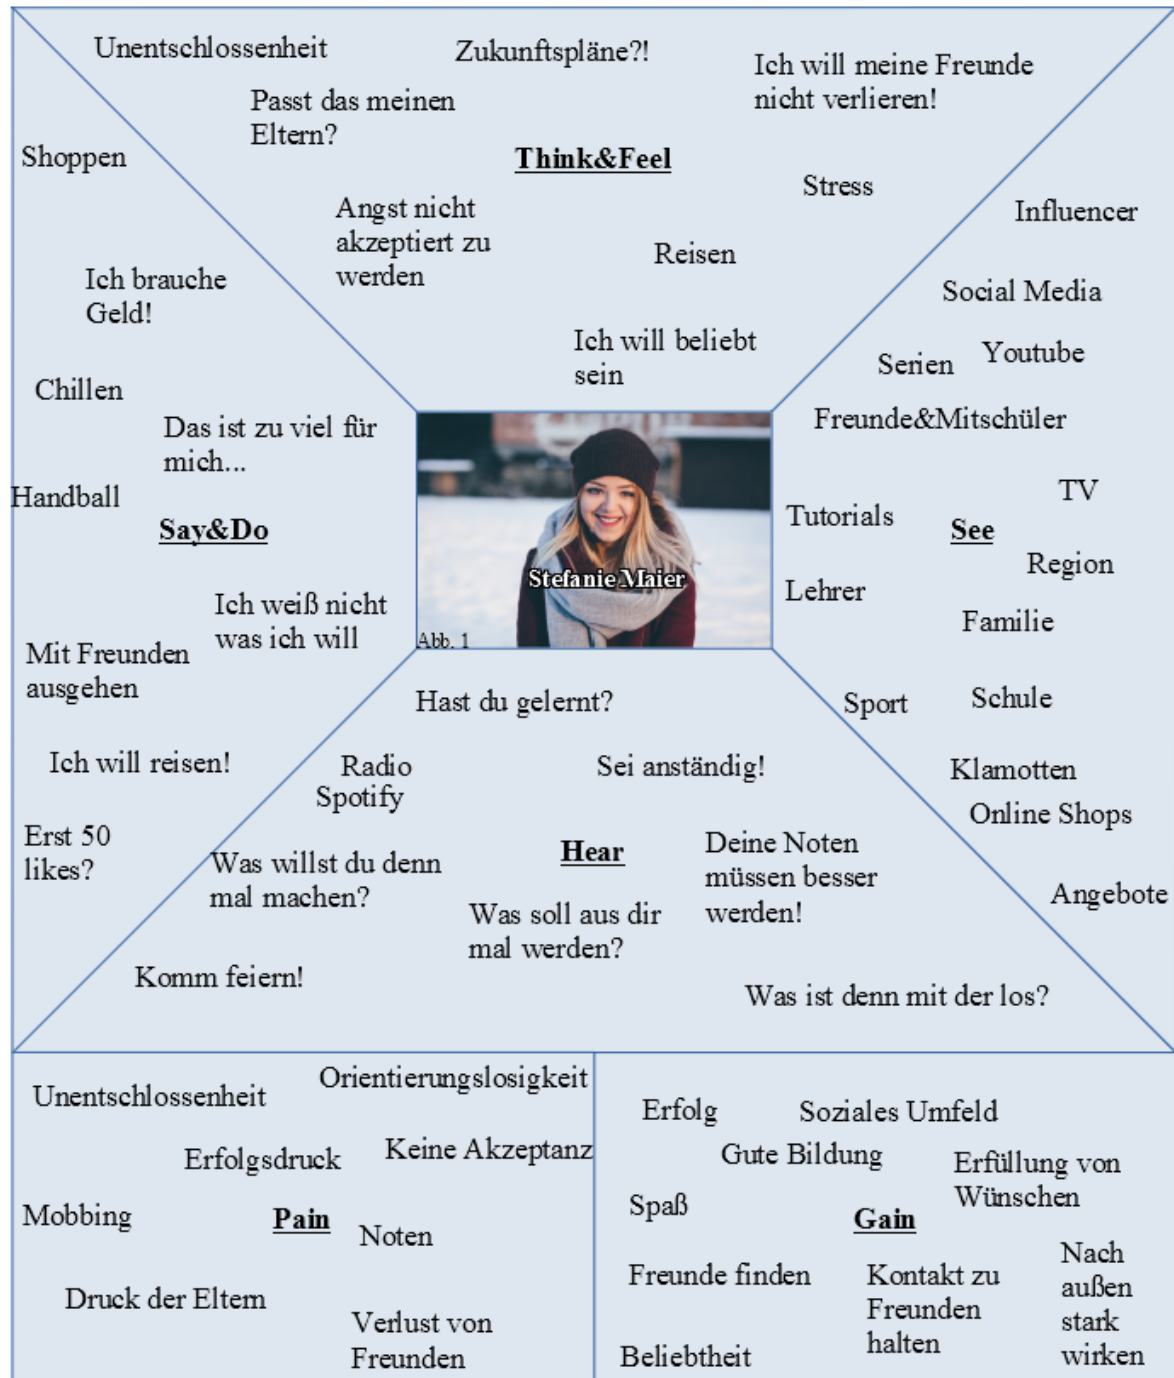 Unentschlossenheit
Zukunftspläne?!
Ich will meine Freunde
nicht verlieren!
Passt das meinen
Eltern?
Think&Feel
Stress
Angst nicht
akzeptiert zu
werden
Reisen
Ich will beliebt
sein
Shoppen
Ich brauche
Geld!
Chillen
Das ist zu viel für
mich...
Handball
Say&Do
Ich weiß nicht
was ich will
Mit Freunden
ausgehen
Ich will reisen!
Erst 50
likes?
Stefanie Maier
Abb. 1
Influencer
Social Media
Serien
Youtube
Freunde&Mitschüler
TV
Tutorials
See
Region
Lehrer
Familie
Sport
Schule
Klamotten
Online Shops
Angebote
Hast du gelernt?
Radio
Spotify
Sei anständig!
Hear
Was willst du denn
mal machen?
Deine Noten
müssen besser
werden!
Was soll aus dir
mal werden?
Komm feiern!
Was ist denn mit der los?
Unentschlossenheit
Orientierungslosigkeit
Erfolgsdruck
Keine Akzeptanz
Mobbing
Pain
Noten
Druck der Eltern
Verlust von
Freunden
Erfolg
Soziales Umfeld
Gute Bildung
Erfüllung von
Wünschen
Spaß
Gain
Freunde finden
Kontakt zu
Freunden
halten
Nach
außen
stark
wirken
Beliebtheit